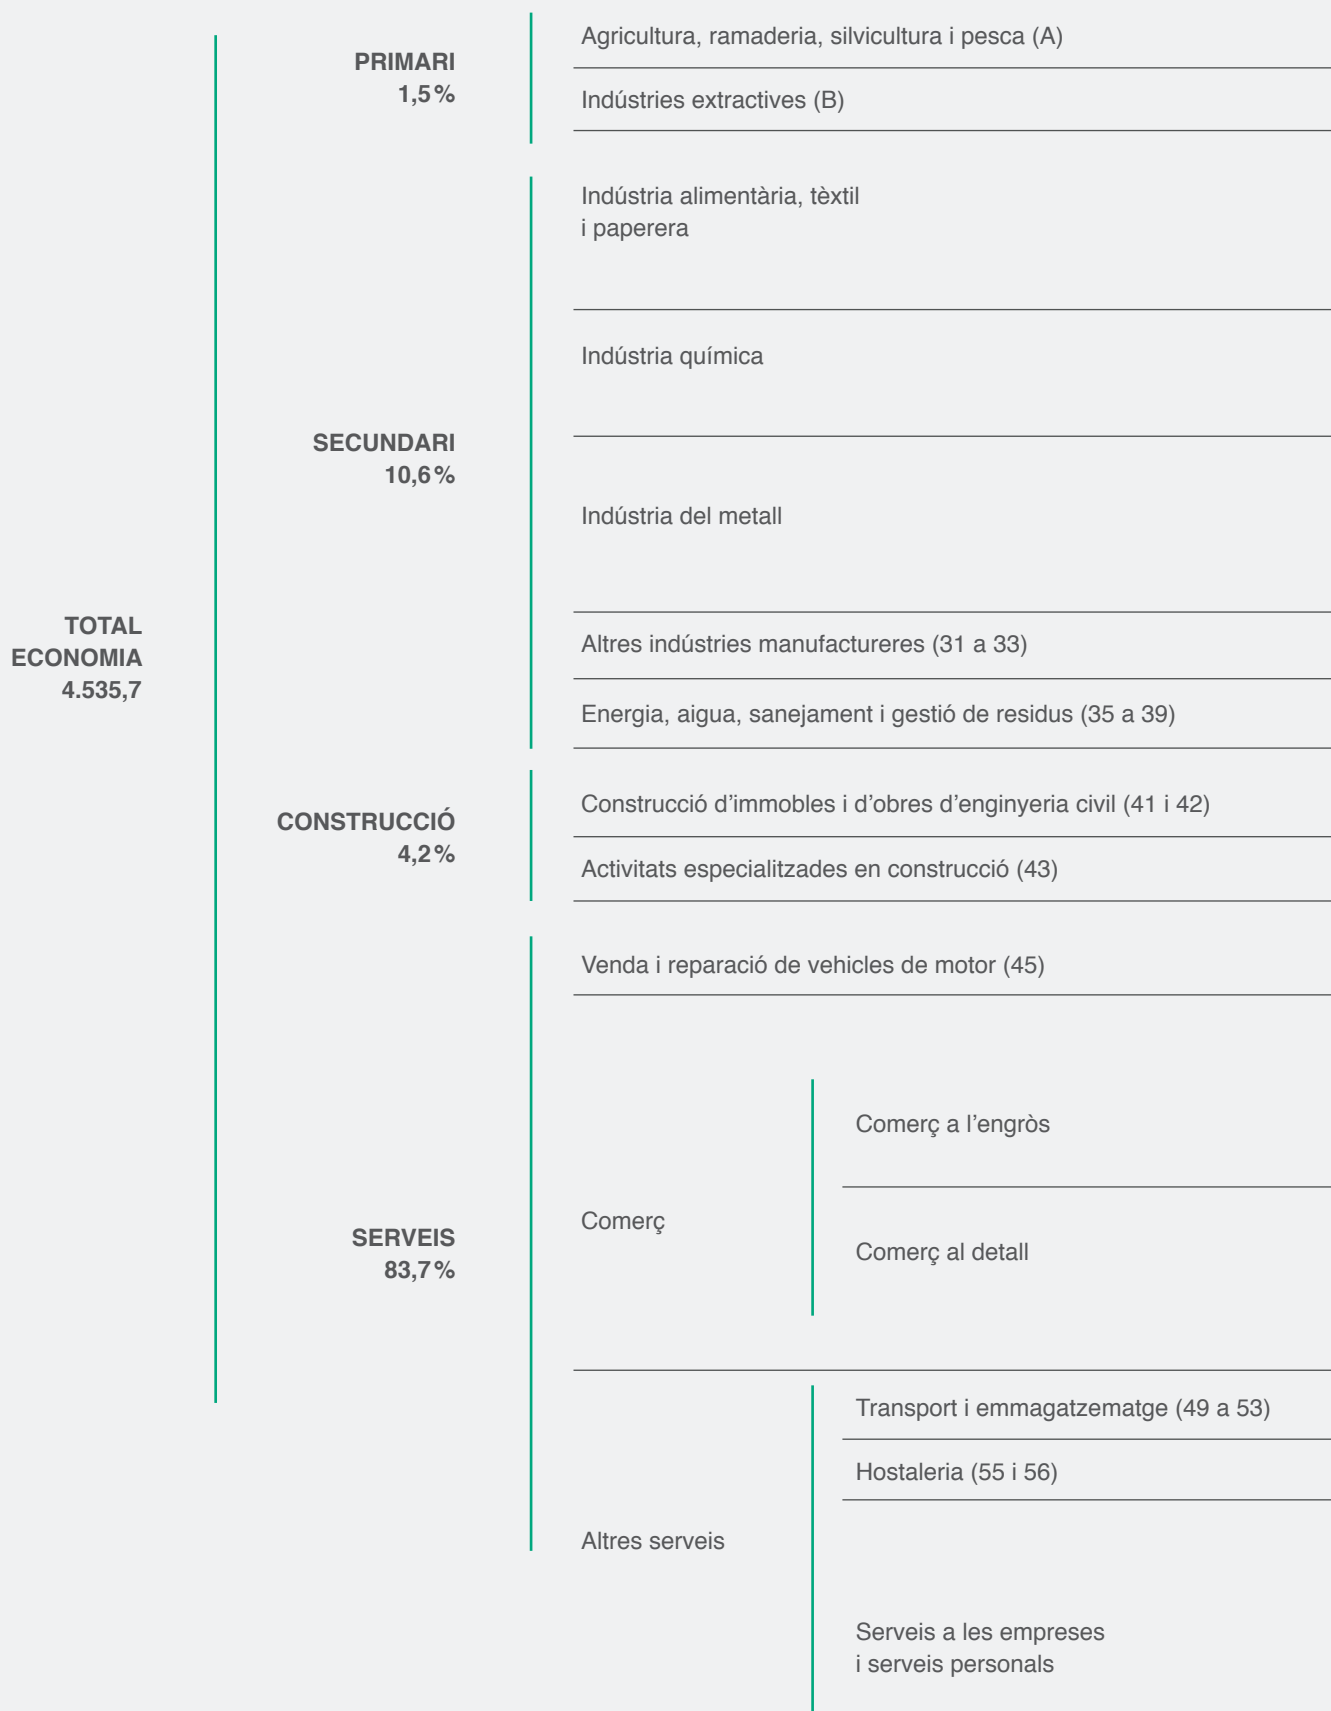 TOTAL
ECONOMIA
4.535,7
PRIMARI
1,5 %
Agricultura, ramaderia, silvicultura i pesca (A)
Indústries extractives (B)
SECUNDARI
10,6 %
Indústria alimentària, tèxtil
i paperera
Indústria química
Indústria del metall
Altres indústries manufactureres (31 a 33)
Energia, aigua, sanejament i gestió de residus (35 a 39)
CONSTRUCCIÓ
4,2 %
Construcció d’immobles i d’obres d’enginyeria civil (41 i 42)
Activitats especialitzades en construcció (43)
SERVEIS
83,7 %
Venda i reparació de vehicles de motor (45)
Comerç
Comerç a l’engròs
Comerç al detall
Altres serveis
Transport i emmagatzematge (49 a 53)
Hostaleria (55 i 56)
Serveis a les empreses
i serveis personals